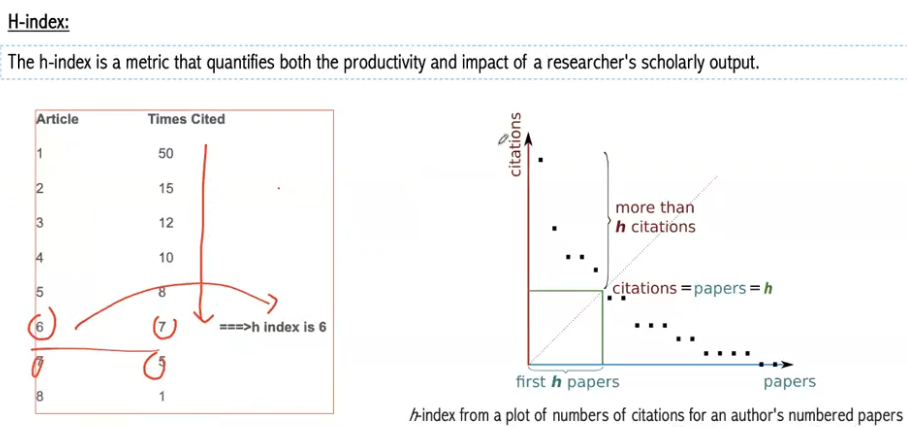 H-index:
The h-index is a metric that quantifies both the productivity and impact of a researcher's scholarly output.
Article Times Cited
1 50
2 15
3 12
4 10
5 8
6 7 ===>h index is 6
7 5
8 1
citations
more than
h citations
citations=papers=h
first h papers
papers
h-index from a plot of numbers of citations for an author's numbered papers